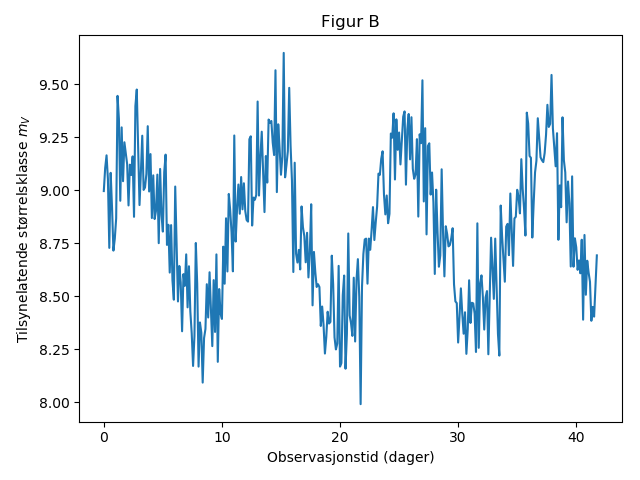 Figur B
Tilsynelatende størrelsklasse m_V
9.50
9.25
9.00
8.75
8.50
8.25
8.00
0 10 20 30 40
Observasjonstid (dager)